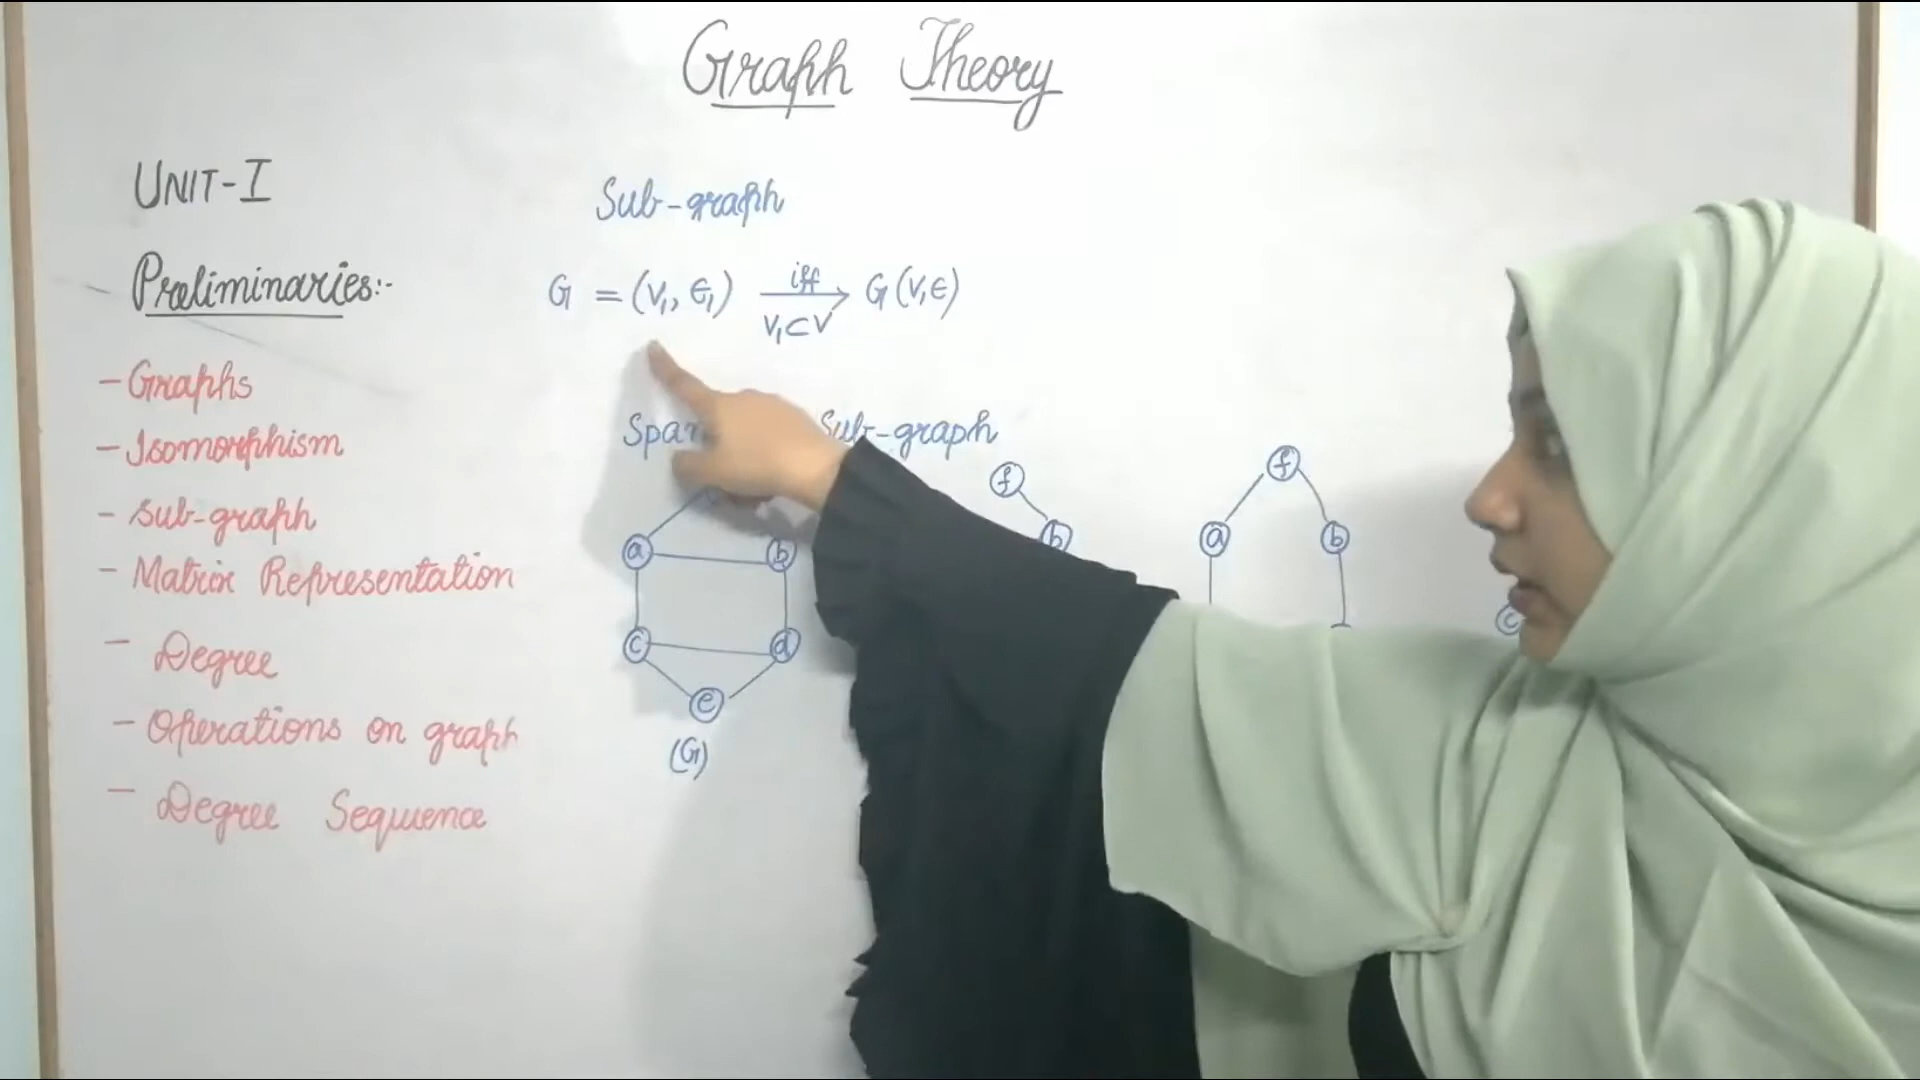 Graph Theory
UNIT-I
Preliminaries:-
- Graphs
- Isomorphism
- sub-graph
- Matrix Representation
- Degree
- Operations on graph
- Degree Sequence
Sub-graph
G = (V₁, E₁) iff G(V,E)
V₁⊂V
Sub-graph
a b
c d
e
(G)
f
b
f
a b
c